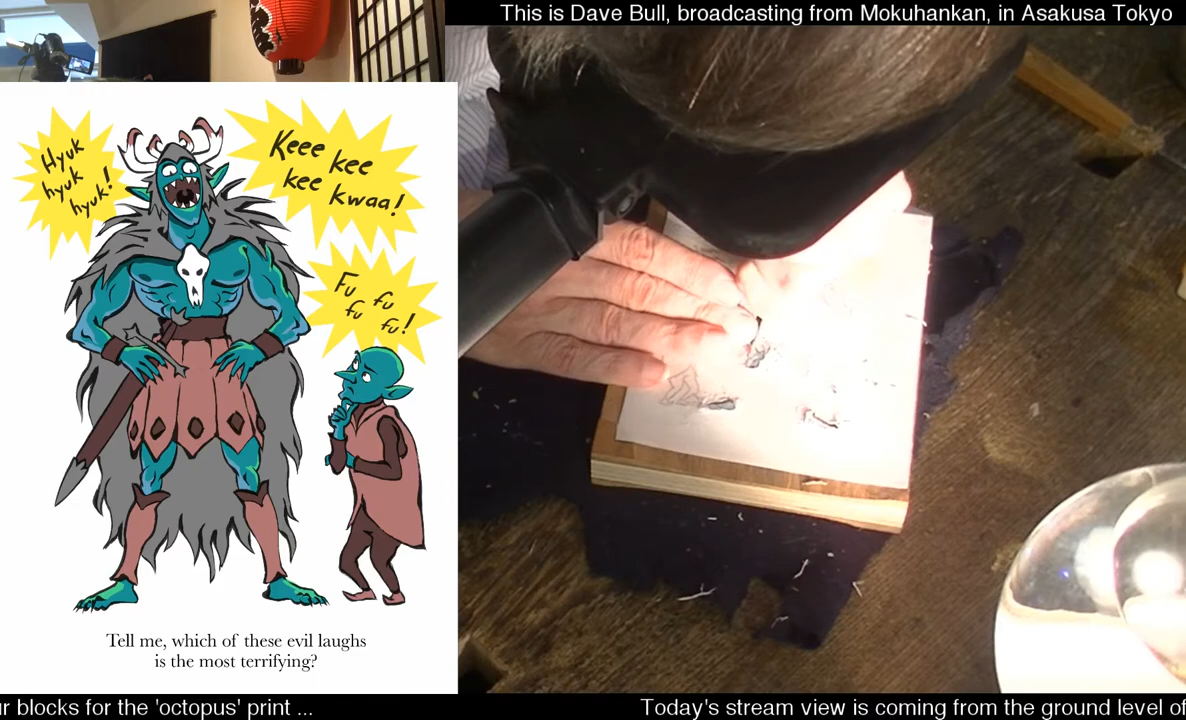 This is Dave Bull, broadcasting from Mokuhankan, in Asakusa Tokyo
Hyuk
hyuk
hyuk!
Keee kee
kee kwaa!
Fu fu
fu fu!
Tell me, which of these evil laughs
is the most terrifying?
ur blocks for the 'octopus' print ...
Today's stream view is coming from the ground level of